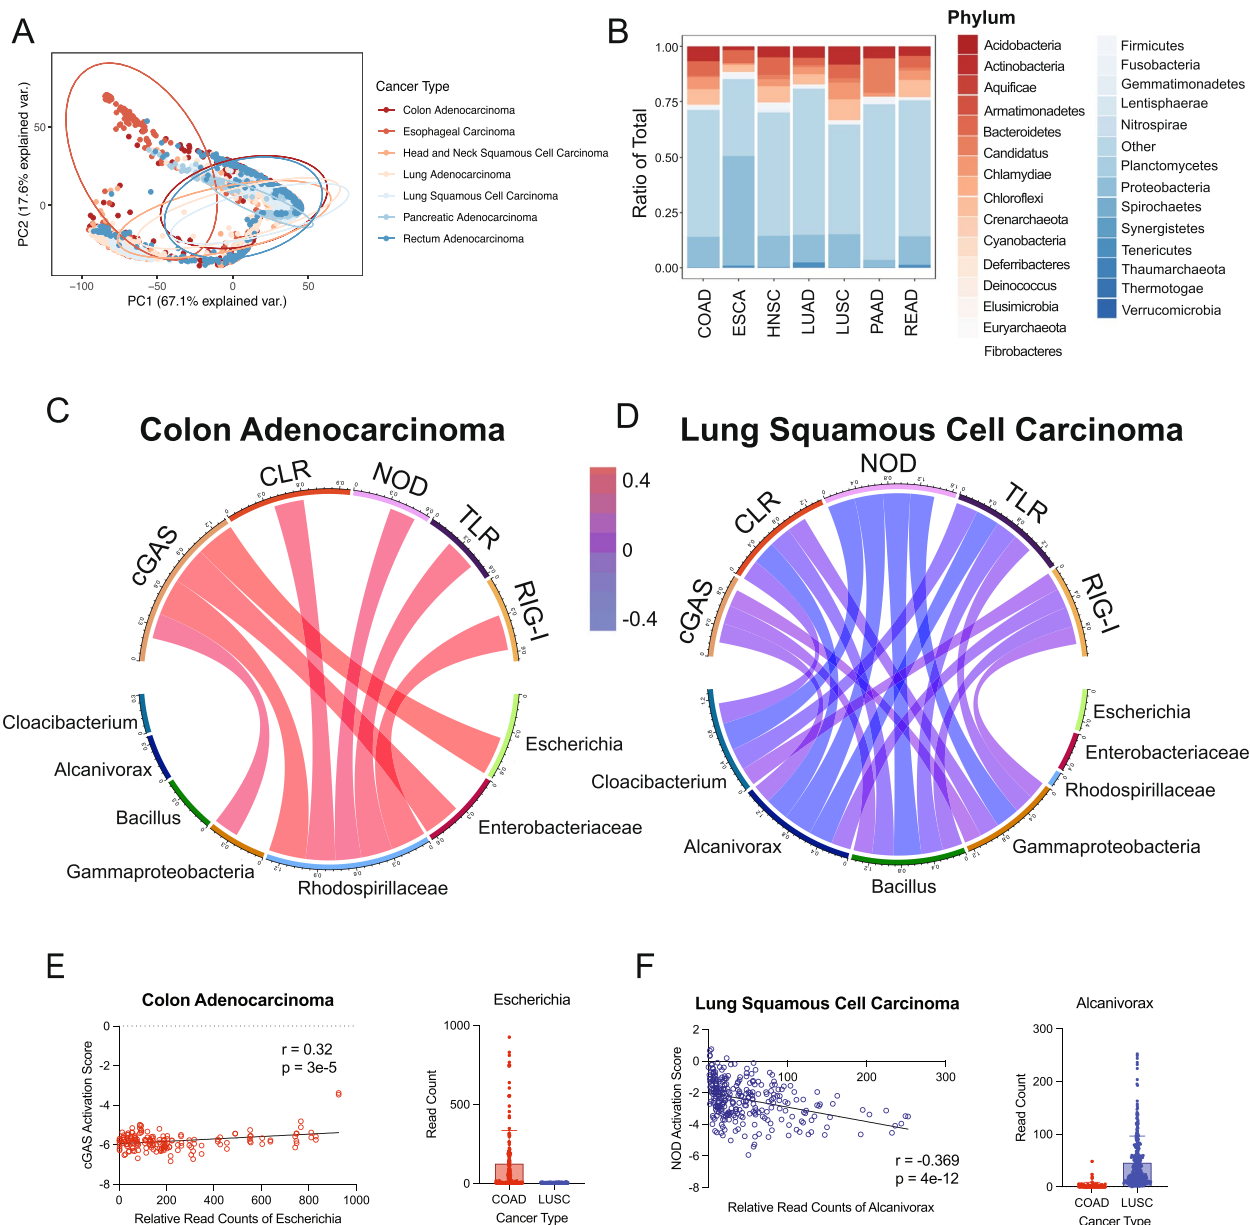 A
PC2 (17.6% explained var.)
50
0
−100
−50
0
50
PC1 (67.1% explained var.)
Cancer Type
Colon Adenocarcinoma
Esophageal Carcinoma
Head and Neck Squamous Cell Carcinoma
Lung Adenocarcinoma
Lung Squamous Cell Carcinoma
Pancreatic Adenocarcinoma
Rectum Adenocarcinoma
B
Ratio of Total
1.00
0.75
0.50
0.25
0.00
COAD
ESCA
HNSC
LUAD
LUSC
PAAD
READ
Phylum
Acidobacteria
Actinobacteria
Aquificae
Armatimonadetes
Bacteroidetes
Candidatus
Chlamydiae
Chloroflexi
Crenarchaeota
Cyanobacteria
Deferribacteres
Deinococcus
Elusimicrobia
Euryarchaeota
Fibrobacteres
Firmicutes
Fusobacteria
Gemmatimonadetes
Lentisphaerae
Nitrospirae
Other
Planctomycetes
Proteobacteria
Spirochaetes
Synergistetes
Tenericutes
Thaumarchaeota
Thermotogae
Verrucomicrobia
C
Colon Adenocarcinoma
cGAS
CLR
NOD
TLR
RIG-I
Cloacibacterium
Alcanivorax
Bacillus
Gammaproteobacteria
Rhodospirillaceae
Enterobacteriaceae
Escherichia
0.4
0
-0.4
D
Lung Squamous Cell Carcinoma
cGAS
CLR
NOD
TLR
RIG-I
Escherichia
Enterobacteriaceae
Rhodospirillaceae
Gammaproteobacteria
Bacillus
Alcanivorax
Cloacibacterium
E
Colon Adenocarcinoma
cGAS Activation Score
0
-2
-4
-6
-8
r = 0.32
p = 3e-5
0
200
400
600
800
1000
Relative Read Counts of Escherichia
Escherichia
Read Count
1000
500
0
COAD
LUSC
Cancer Type
F
Lung Squamous Cell Carcinoma
NOD Activation Score
2
0
-2
-4
-6
-8
100
200
300
r = -0.369
p = 4e-12
Relative Read Counts of Alcanivorax
Alcanivorax
Read Count
300
200
100
0
COAD
LUSC
Cancer Type